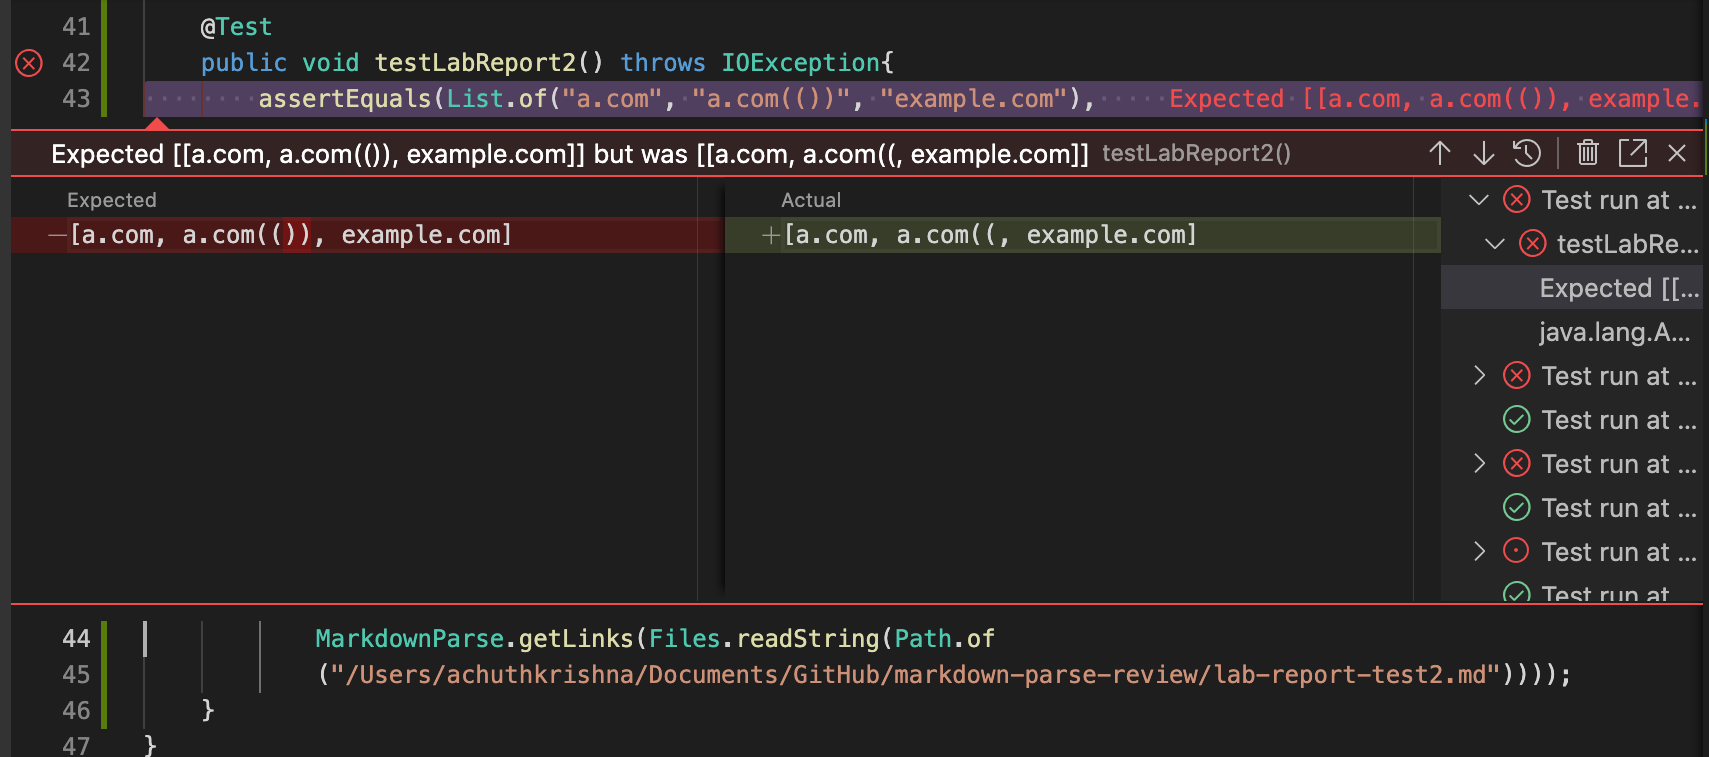 41 @Test
42 public void testLabReport2() throws IOException{
43 assertEquals(List.of("a.com", "a.com(())", "example.com"), Expected [[a.com, a.com(()), example.
Expected [[a.com, a.com(()), example.com]] but was [[a.com, a.com((, example.com]] testLabReport2()
Expected
Actual
[a.com, a.com(()), example.com]
[a.com, a.com((, example.com]
Test run at ...
testLabRe...
Expected [[...
java.lang.A...
Test run at ...
Test run at ...
Test run at ...
Test run at ...
Test run at ...
Test run at
44 MarkdownParse.getLinks(Files.readString(Path.of
45 ("/Users/achuthkrishna/Documents/GitHub/markdown-parse-review/lab-report-test2.md"))));
46 }
47 }